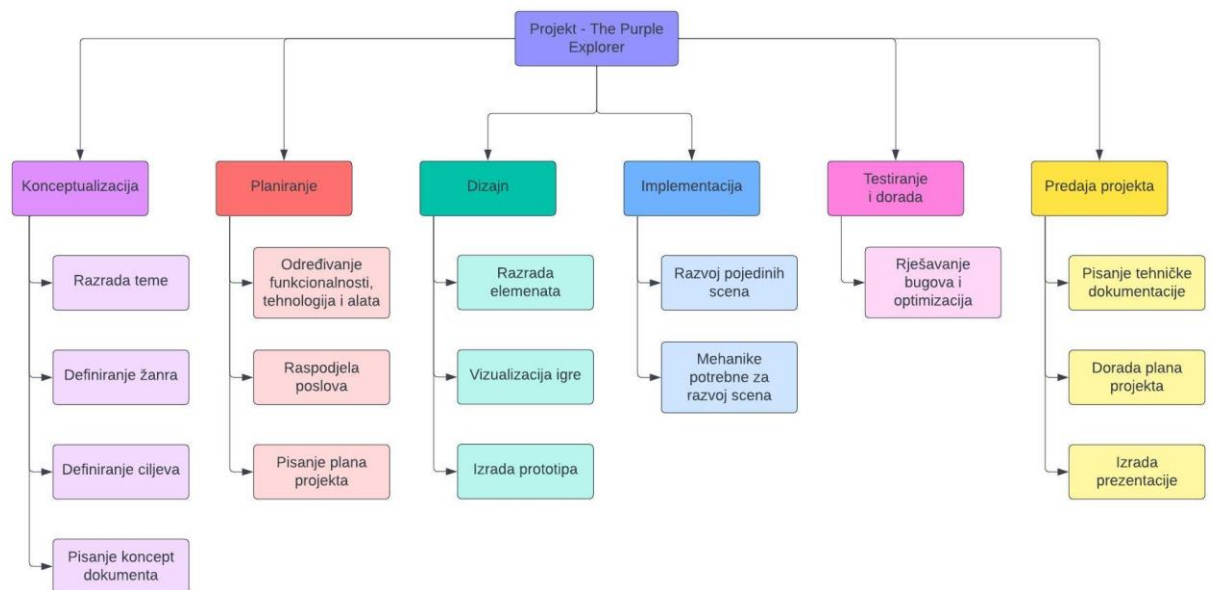 Projekt - The Purple
Explorer
Konceptualizacija
Planiranje
Dizajn
Implementacija
Testiranje
i dorada
Predaja projekta
Razrada teme
Definiranje žanra
Definiranje ciljeva
Pisanje koncept
dokumenta
Određivanje
funkcionalnosti,
tehnologija i alata
Raspodjela
poslova
Pisanje plana
projekta
Razrada
elemenata
Vizualizacija igre
Izrada prototipa
Razvoj pojedinih
scena
Mehanike
potrebne za
razvoj scena
Rješavanje
bugova i
optimizacija
Pisanje tehničke
dokumentacije
Dorada plana
projekta
Izrada
prezentacije